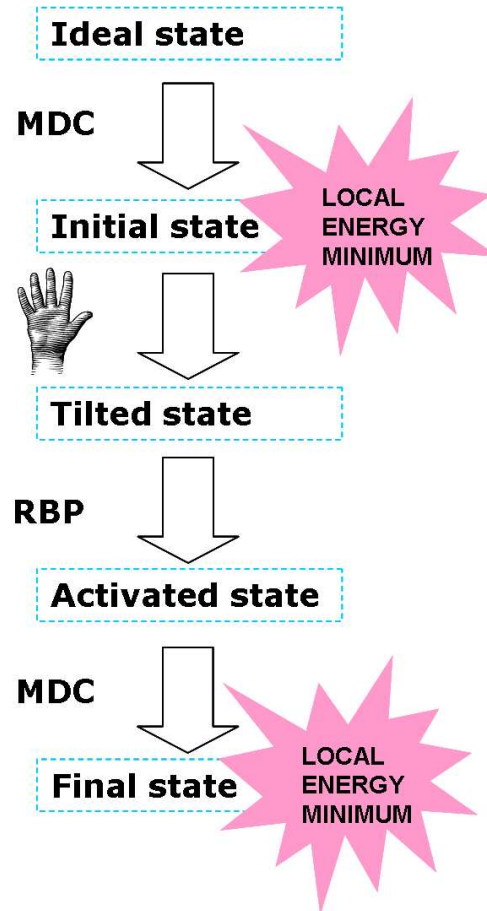 Ideal state
MDC
Initial state
LOCAL
ENERGY
MINIMUM
Tilted state
RBP
Activated state
MDC
Final state
LOCAL
ENERGY
MINIMUM